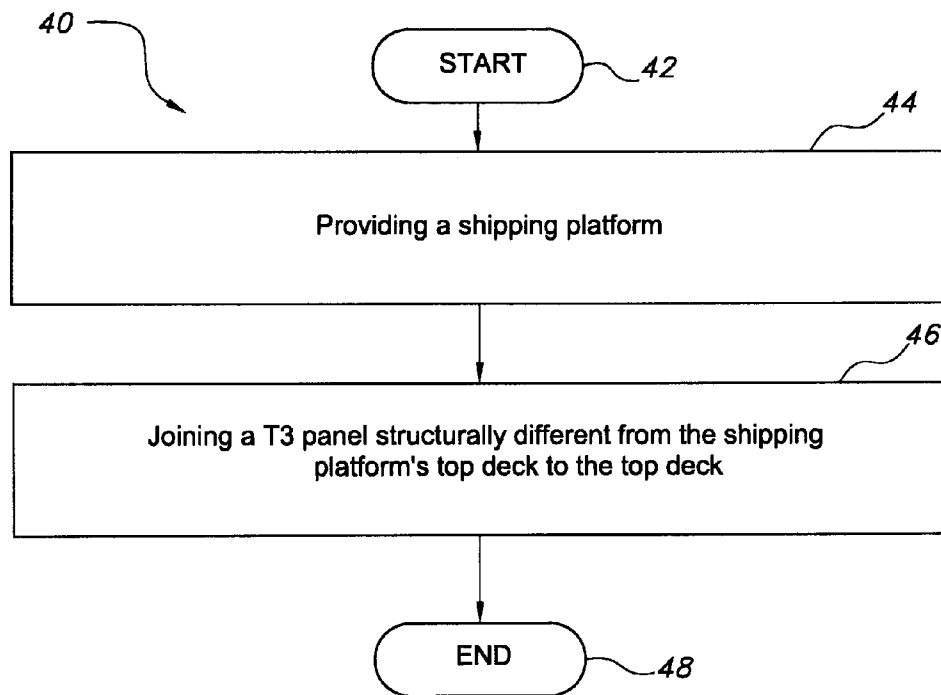 40
START
42
44
Providing a shipping platform
46
Joining a T3 panel structurally different from the shipping
platform's top deck to the top deck
END
48